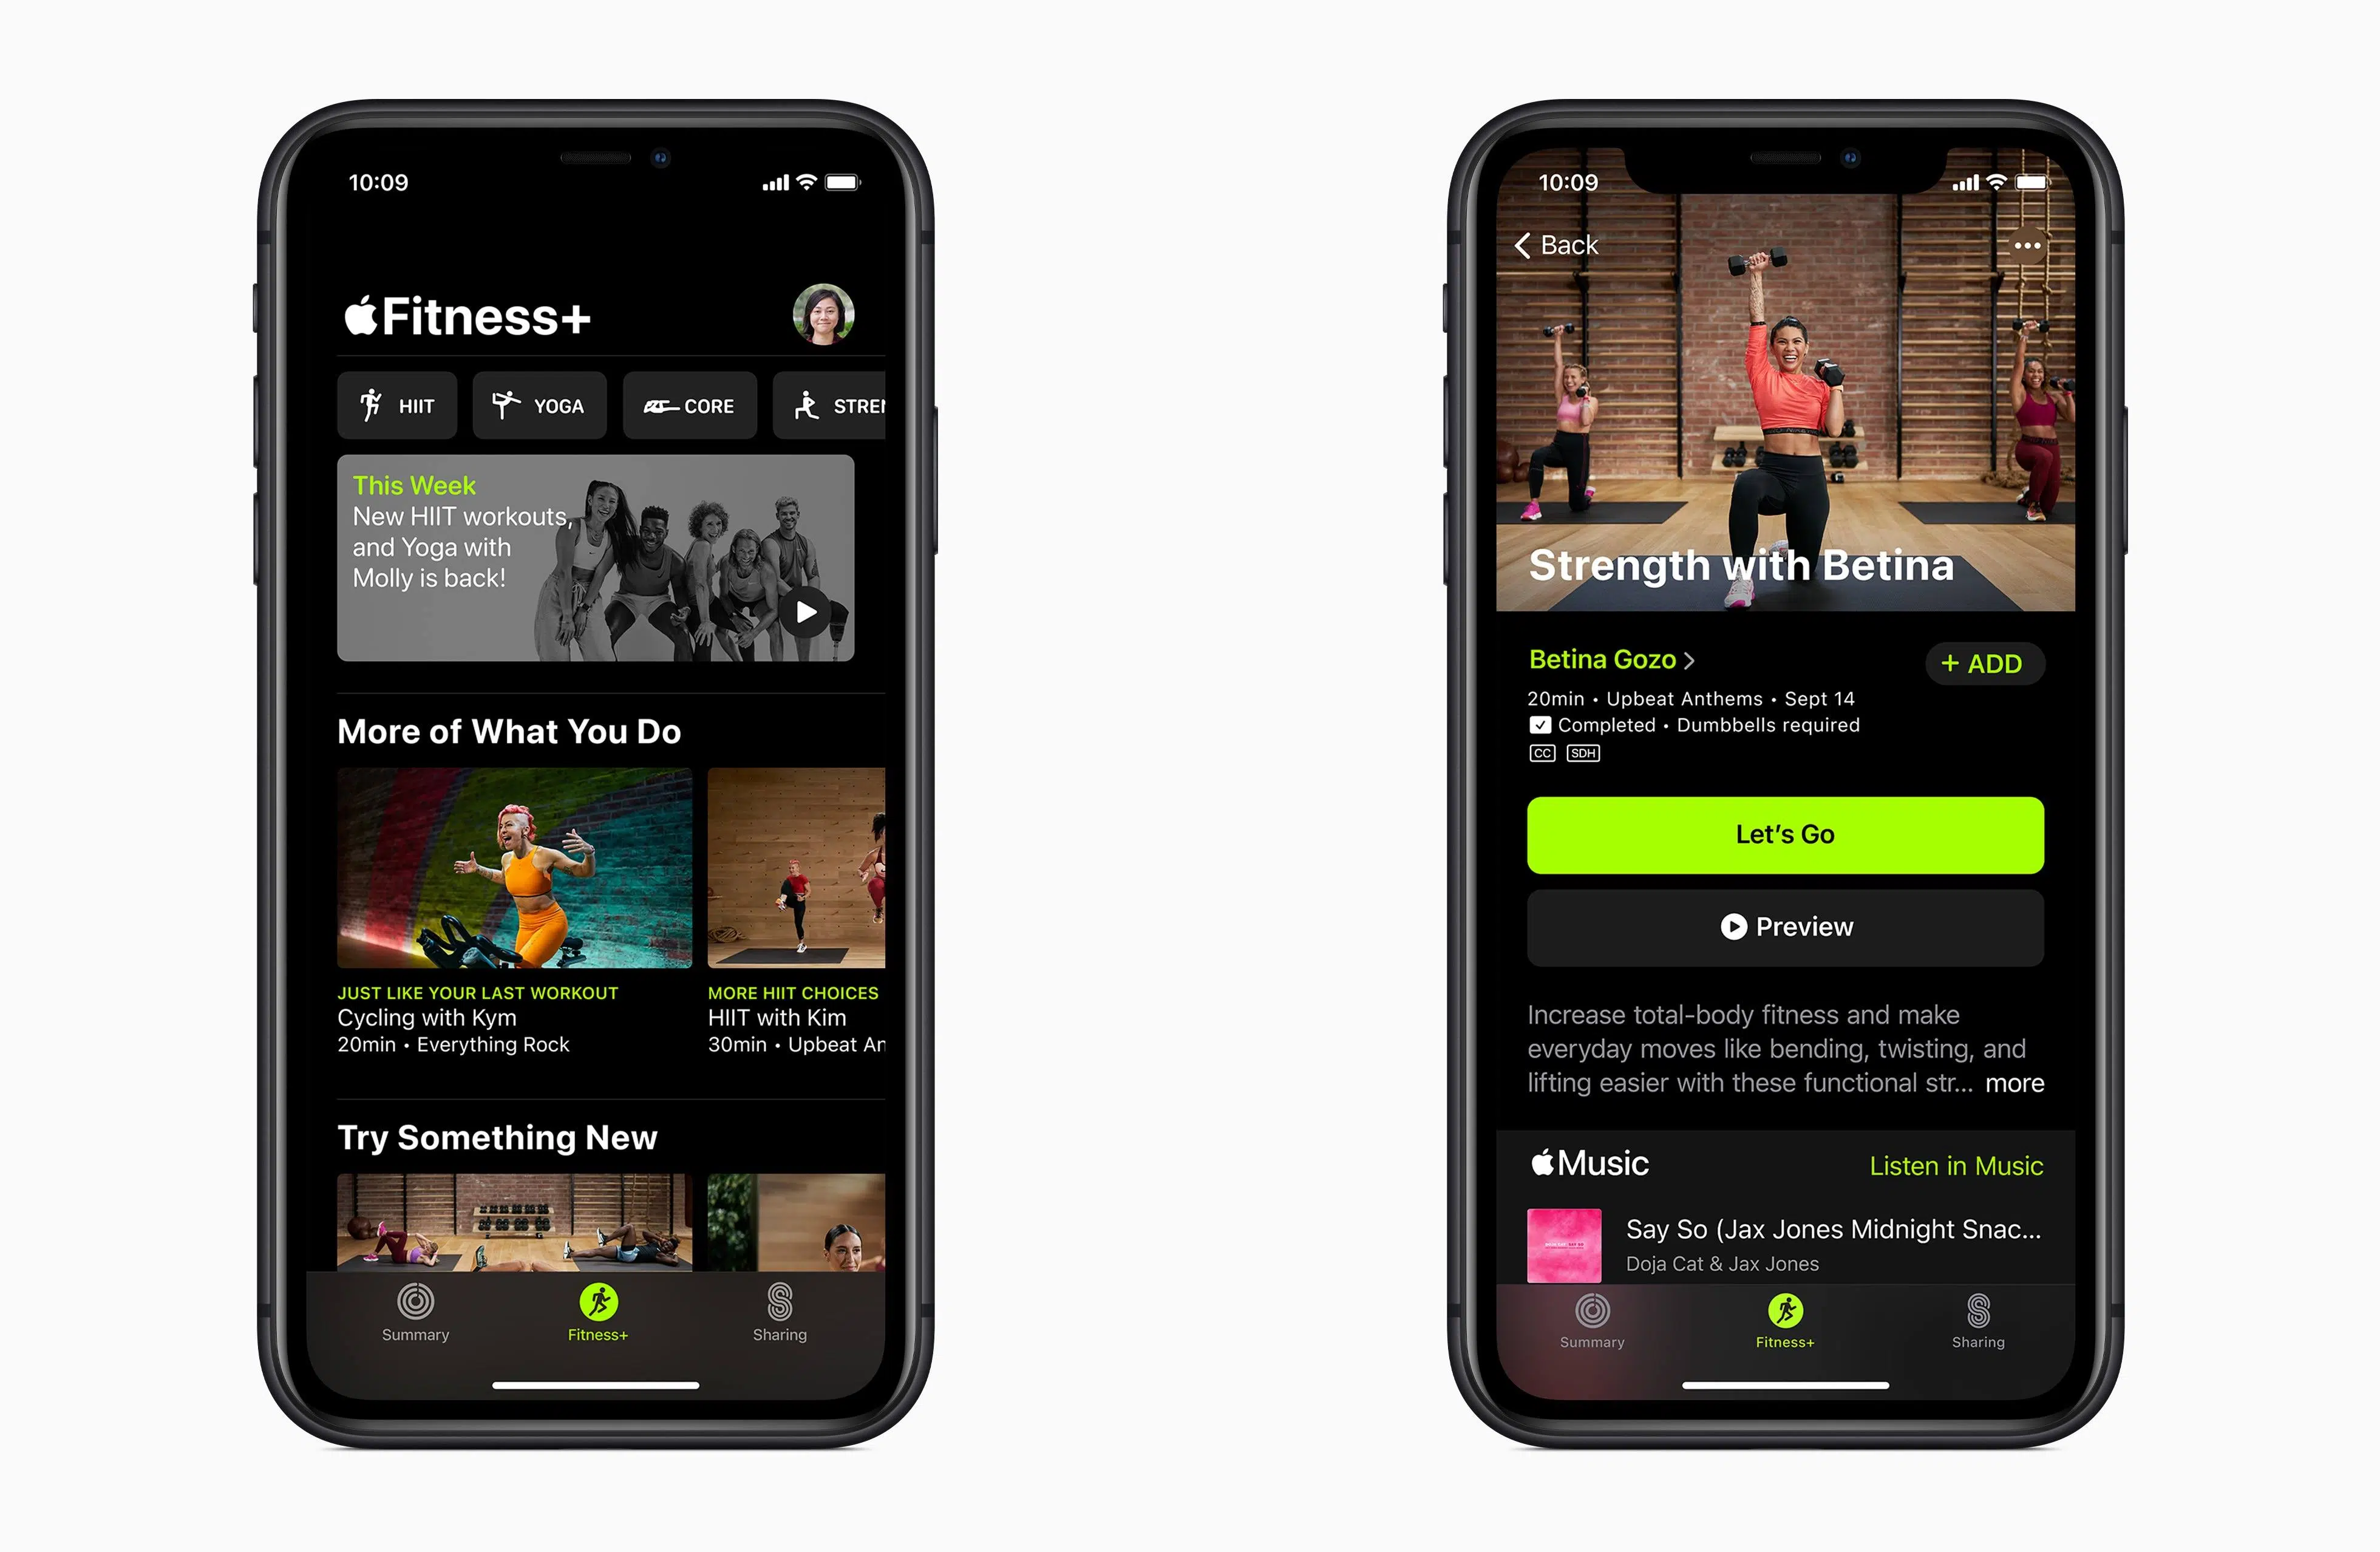 10:09
Fitness+
HIIT
YOGA
CORE
STREN
This Week
New HIIT workouts,
and Yoga with
Molly is back!
More of What You Do
JUST LIKE YOUR LAST WORKOUT
Cycling with Kym
20min • Everything Rock
MORE HIIT CHOICES
HIIT with Kim
30min • Upbeat An
Try Something New
Summary
Fitness+
Sharing
10:09
Back
Strength with Betina
Betina Gozo
+ ADD
20min • Upbeat Anthems • Sept 14
Completed • Dumbbells required
CC SDH
Let's Go
Preview
Increase total-body fitness and make
everyday moves like bending, twisting, and
lifting easier with these functional str... more
Music
Listen in Music
Say So (Jax Jones Midnight Snac...
Doja Cat & Jax Jones
Summary
Fitness+
Sharing